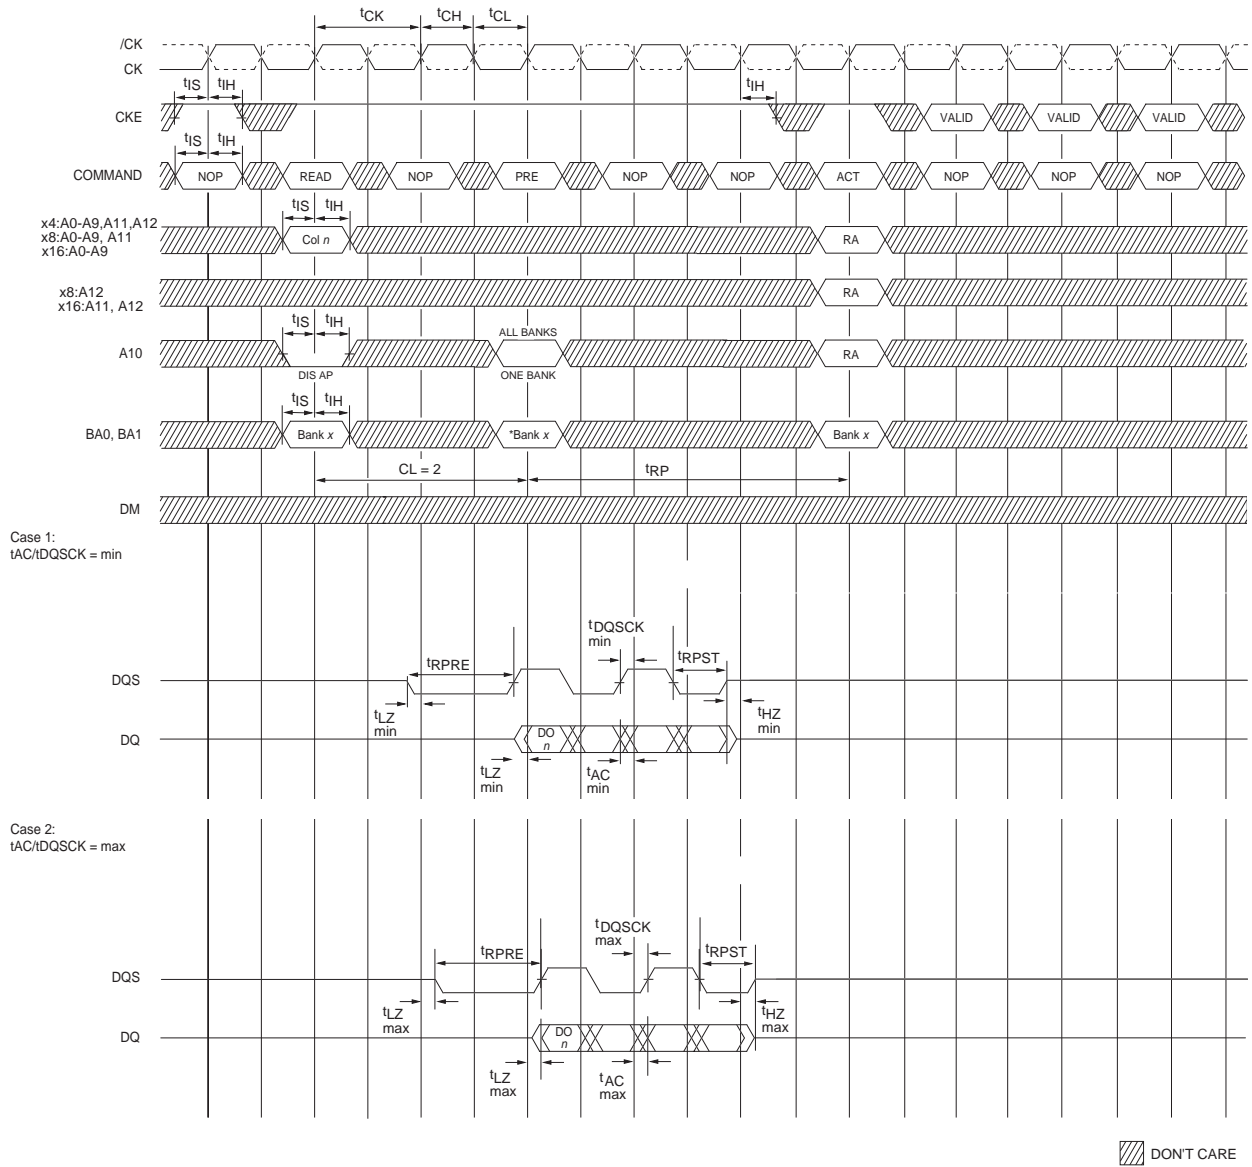 tCK tCH tCL
/CK
CK
tIS tIH tIH
CKE VALID VALID VALID
tIS tIH
COMMAND NOP READ NOP PRE NOP NOP ACT NOP NOP NOP
tIS tIH
x4:A0-A9,A11,A12
x8:A0-A9, A11
x16:A0-A9
Col n RA
x8:A12
x16:A11, A12
RA
tIS tIH
ALL BANKS
A10 RA
DIS AP ONE BANK
tIS tIH
BA0, BA1 Bank x *Bank x Bank x
CL = 2 tRP
DM
Case 1:
tAC/tDQSCK = min
tDQSCK
min
tRPRE tRPST
DQS
tLZ
min
tHZ
min
DQ DO
n
tLZ
min
tAC
min
Case 2:
tAC/tDQSCK = max
tDQSCK
max
tRPRE tRPST
DQS
tLZ
max
tHZ
max
DQ DO
n
tLZ
max
tAC
max
DON'T CARE